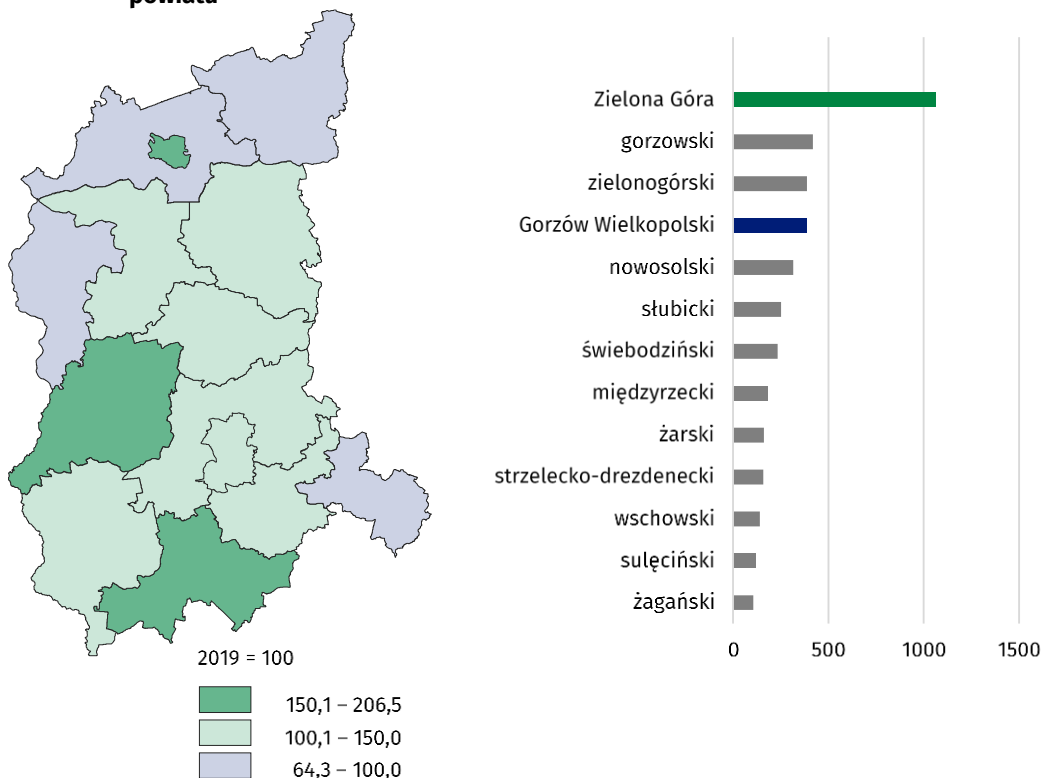 powiatu
Zielona Góra
gorzowski
zielonogórski
Gorzów Wielkopolski
nowosolski
słubicki
świebodziński
międzyrzecki
żarski
strzelecko-drezdenecki
wschowski
sulęciński
żagański
0 500 1000 1500
2019 = 100
150,1 – 206,5
100,1 – 150,0
64,3 – 100,0